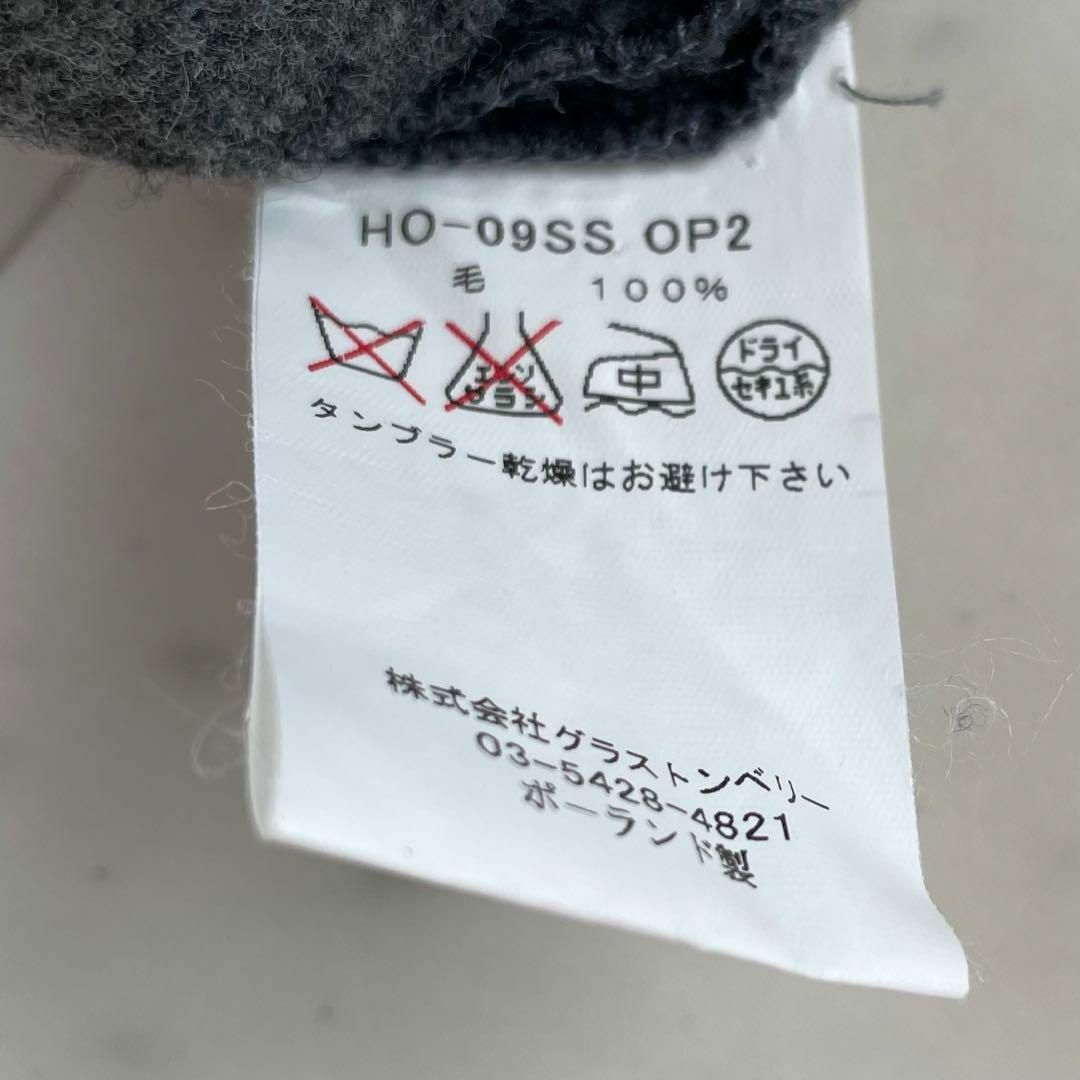 HO-09SS OP2
毛 100%
エンソ サラシ
中
ドライ
セキユ系
タンブラー乾燥はお避け下さい
株式会社グラストンベリー
03-5428-4821
ポーランド製